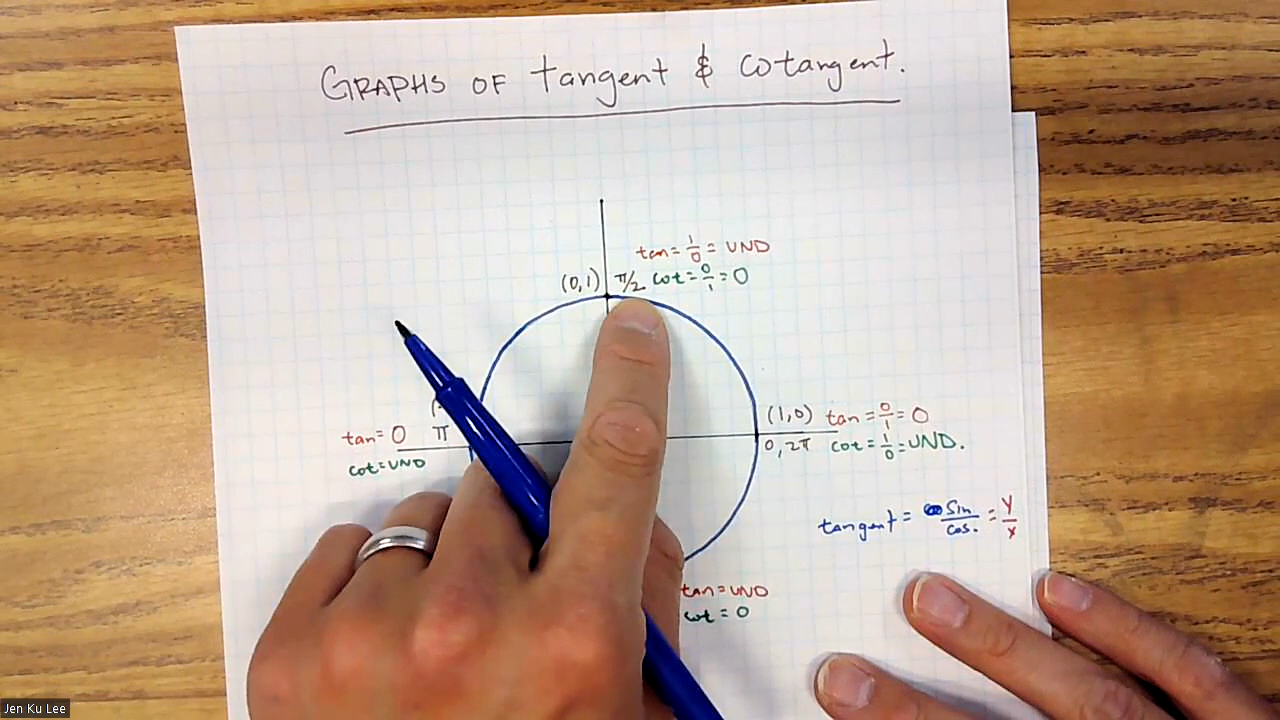 GRAPHS OF tangent & cotangent.
tan = 1/0 = UND
(0,1) π/2 cot = 0/1 = 0
(1,0) tan = 0/1 = 0
0, 2π cot = 1/0 = UND.
tan = 0 π
cot = UND
tangent = Sin/cos. = y/x
tan = UND
cot = 0
Jen Ku Lee